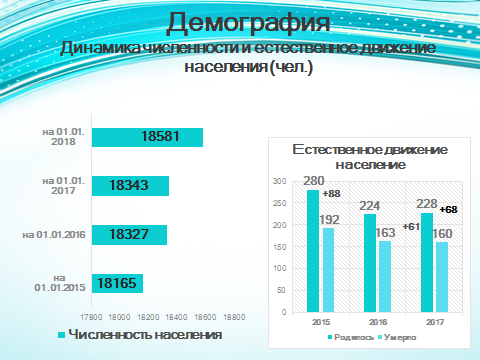 Демография
Динамика численности и естественное движение
населения (чел.)
на 01.01.
2018
18581
на 01.01.
2017
18343
на 01.01.2016
18327
на
01.01.2015
18165
17800 18000 18200 18400 18600 18800
Численность населения
Естественное движение
население
300
250
200
150
100
50
0
280
+88
192
224
+61
163
228
+68
160
2015 2016 2017
Родилось Умерло